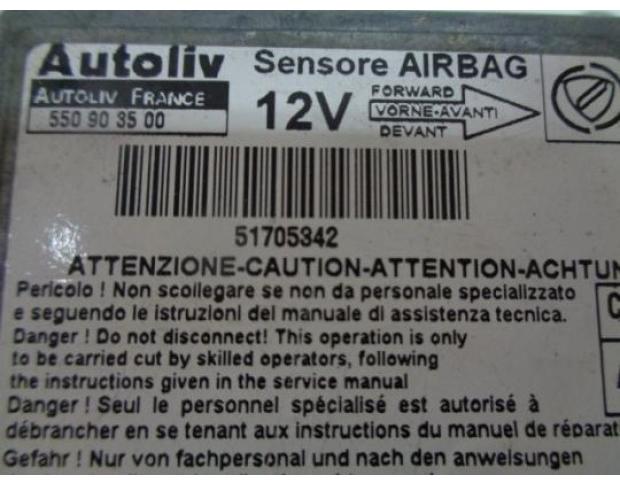 Autoliv Sensore AIRBAG
AUTOLIV FRANCE
550 90 35 00
12V
FORWARD
VORNE-AVANTI
DEVANT
51705342
ATTENZIONE-CAUTION-ATTENTION-ACHTUN
Pericolo ! Non scollegare se non da personale specializzato
e seguendo le istruzioni del manuale di assistenza tecnica.
Danger ! Do not disconnect! This operation is only
to be carried cut by skilled operators, following
the instructions given in the service manual
Danger ! Seul le personnel spécialisé est autorisé à
débrancher en se tenant aux instructions du manuel de réparat
Gefahr ! Nur von fachpersonal und nach den anweisungen